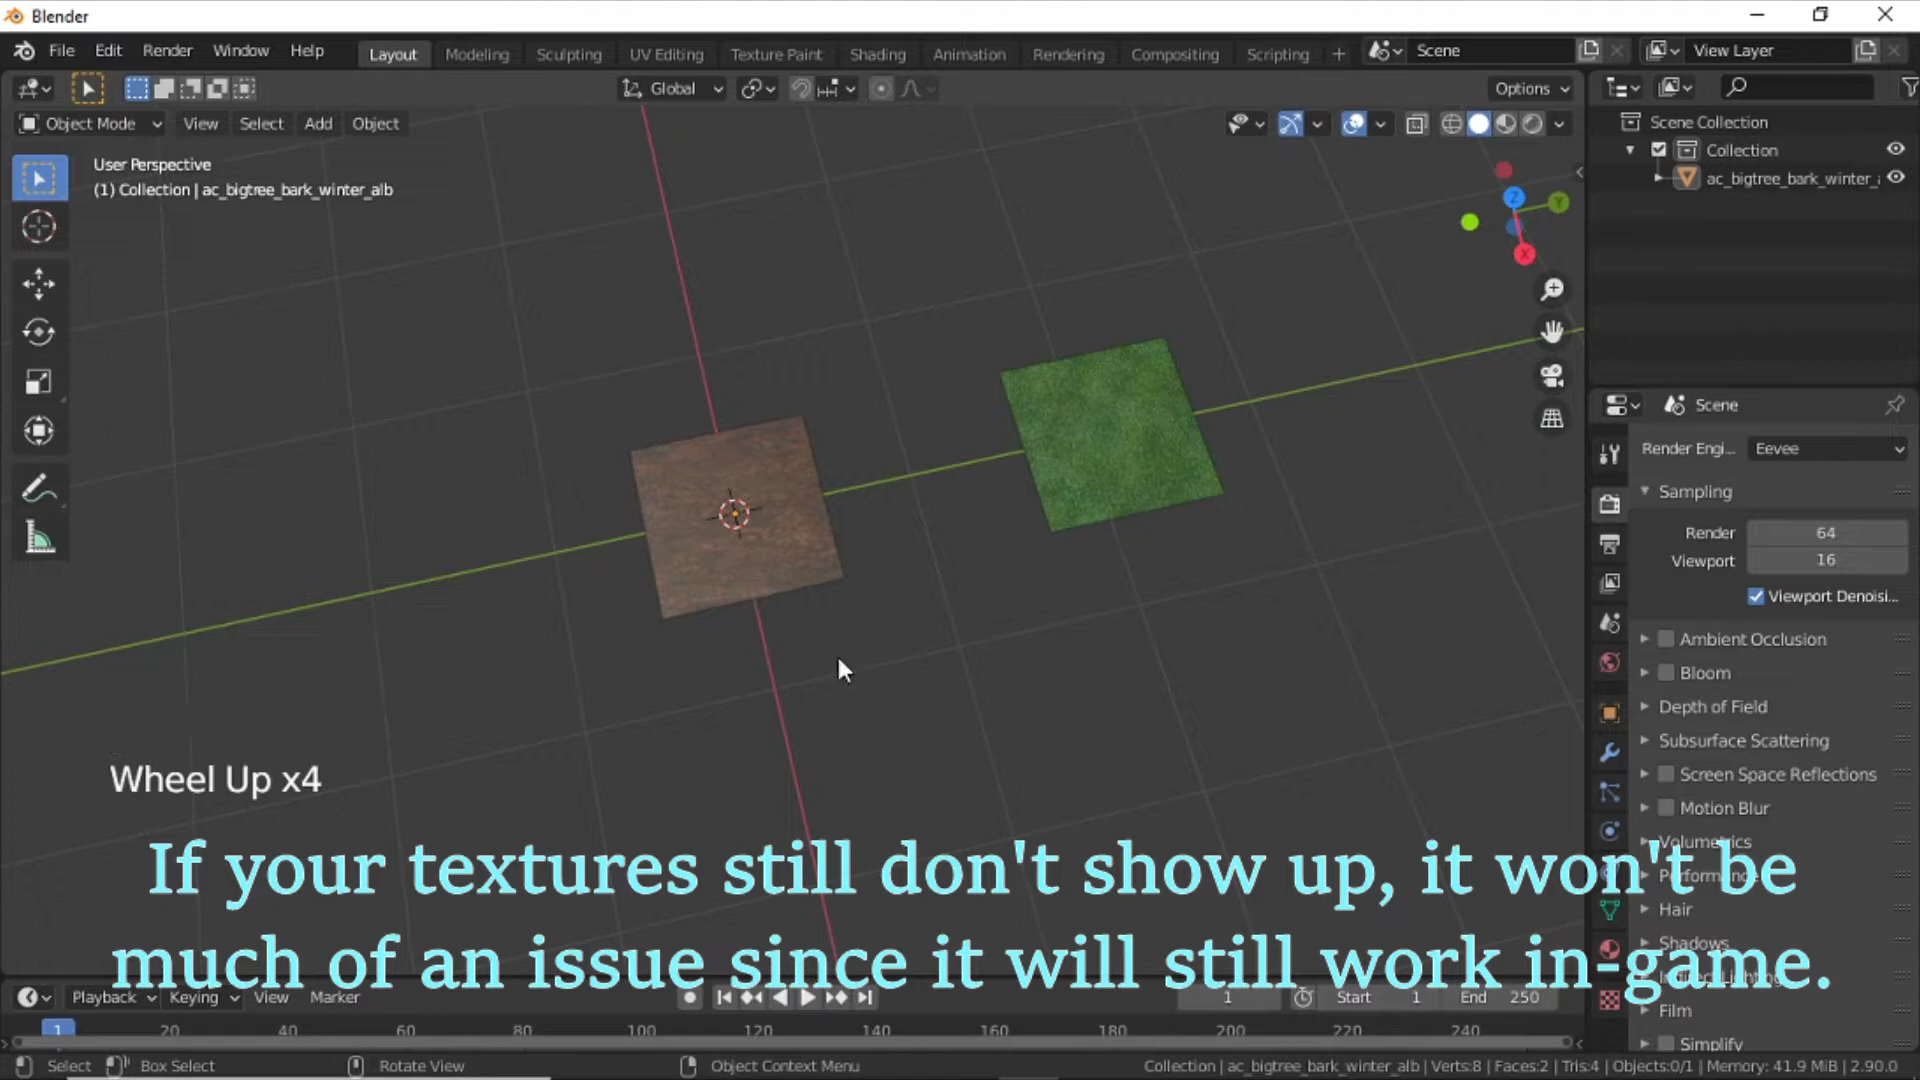 Blender
File Edit Render Window Help Layout Modeling Sculpting UV Editing Texture Paint Shading Animation Rendering Compositing Scripting + Scene View Layer
Global Options
Object Mode View Select Add Object
Scene Collection
Collection
ac_bigtree_bark_winter_
User Perspective
(1) Collection | ac_bigtree_bark_winter_alb
Z
Y
X
Scene
Render Engi... Eevee
Sampling
Render 64
Viewport 16
Viewport Denoisi...
Ambient Occlusion
Bloom
Depth of Field
Subsurface Scattering
Screen Space Reflections
Motion Blur
Volumetrics
Performance
Hair
Shadows
Indirect Lighting
Film
Simplify
Wheel Up x4
If your textures still don't show up, it won't be
much of an issue since it will still work in-game.
Playback Keying View Marker 1 Start 1 End 250
1 20 40 60 80 100 120 140 160 180 200 220 240
Select Box Select Rotate View Object Context Menu Collection | ac_bigtree_bark_winter_alb | Verts:8 | Faces:2 | Tris:4 | Objects:0/1 | Memory: 41.9 MiB | 2.90.0